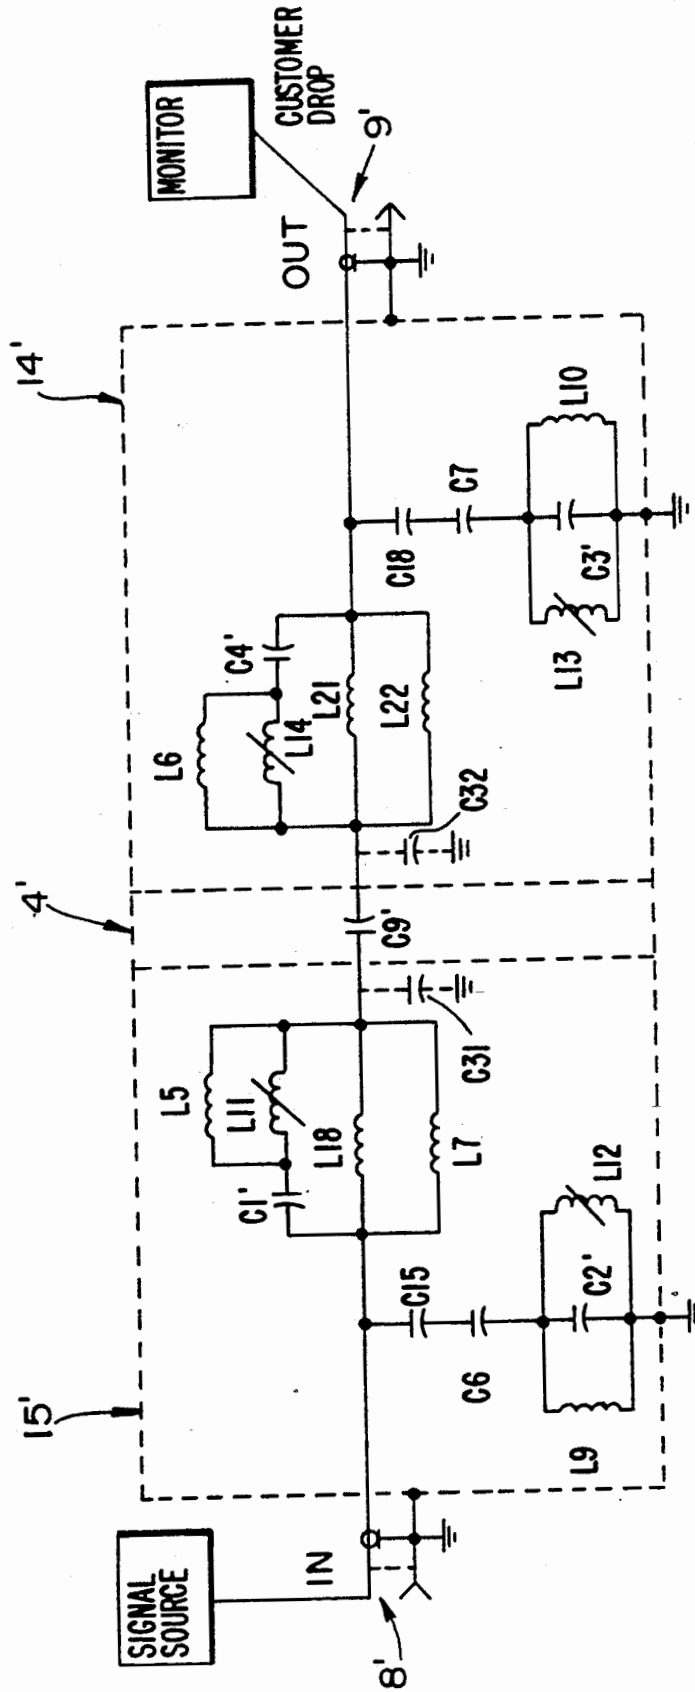 SIGNAL
SOURCE
IN
8'
15'
L9
C6
C15
C2'
L12
C1'
L5
L11
L18
L7
C31
4'
C9'
C32
L6
L14
C4'
L21
L22
14'
C18
C7
L13
C3'
L10
OUT
9'
MONITOR
CUSTOMER
DROP